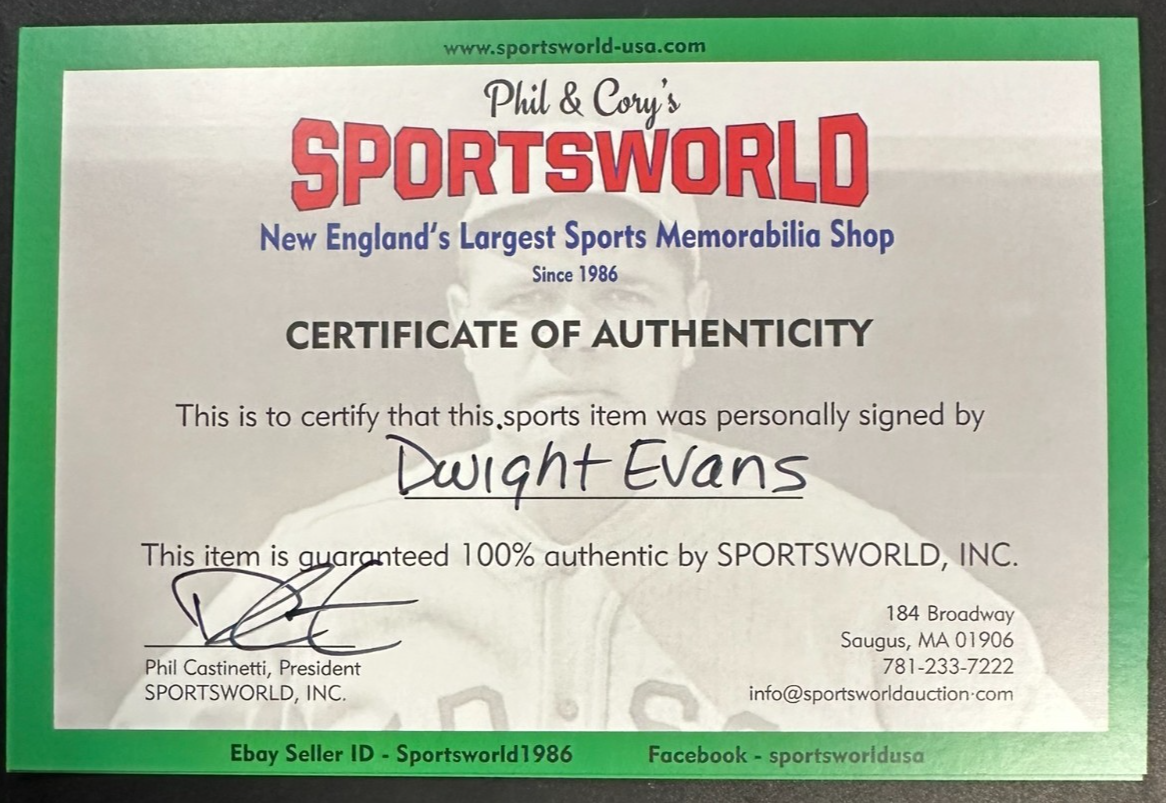 www.sportsworld-usa.com
Phil & Cory's
SPORTSWORLD
New England's Largest Sports Memorabilia Shop
Since 1986
CERTIFICATE OF AUTHENTICITY
This is to certify that this sports item was personally signed by
Dwight Evans
This item is guaranteed 100% authentic by SPORTSWORLD, INC.
Phil Castinetti, President
SPORTSWORLD, INC.
184 Broadway
Saugus, MA 01906
781-233-7222
info@sportsworldauction.com
Ebay Seller ID - Sportsworld1986
Facebook - sportsworldusa